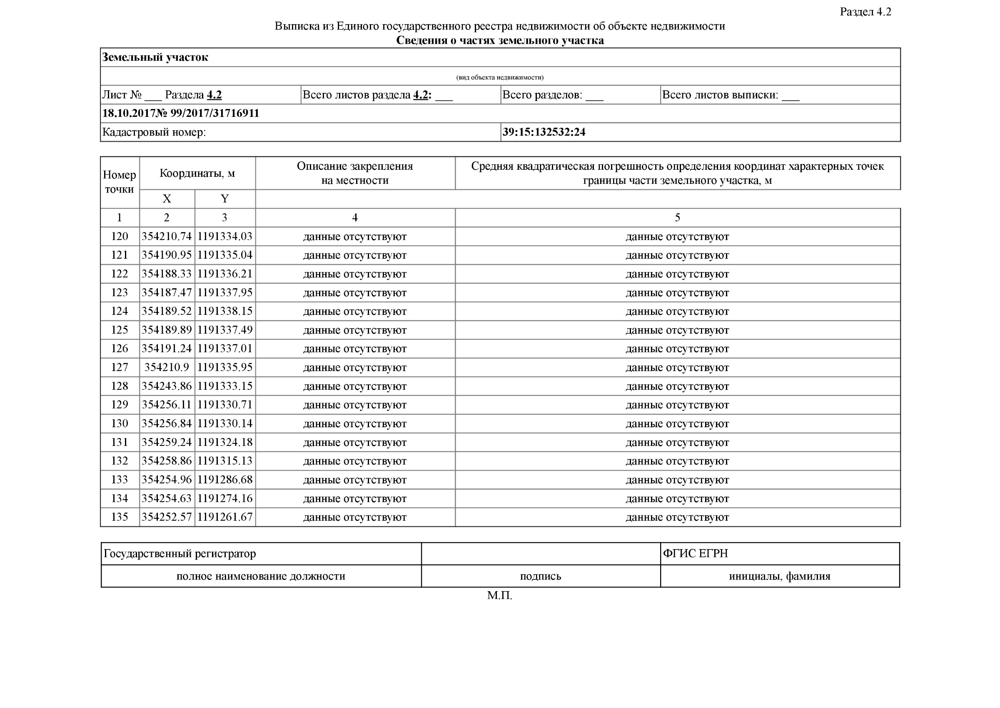 Раздел 4.2
Выписка из Единого государственного реестра недвижимости об объекте недвижимости
Сведения о частях земельного участка
Земельный участок
(вид объекта недвижимости)
Лист № ___ Раздела 4.2 Всего листов раздела 4.2: ___ Всего разделов: ___ Всего листов выписки: ___
18.10.2017№ 99/2017/31716911
Кадастровый номер: 39:15:132532:24
Номер точки Координаты, м Описание закрепления на местности Средняя квадратическая погрешность определения координат характерных точек границы части земельного участка, м
X Y
1 2 3 4 5
120 354210.74 1191334.03 данные отсутствуют данные отсутствуют
121 354190.95 1191335.04 данные отсутствуют данные отсутствуют
122 354188.33 1191336.21 данные отсутствуют данные отсутствуют
123 354187.47 1191337.95 данные отсутствуют данные отсутствуют
124 354189.52 1191338.15 данные отсутствуют данные отсутствуют
125 354189.89 1191337.49 данные отсутствуют данные отсутствуют
126 354191.24 1191337.01 данные отсутствуют данные отсутствуют
127 354210.9 1191335.95 данные отсутствуют данные отсутствуют
128 354243.86 1191333.15 данные отсутствуют данные отсутствуют
129 354256.11 1191330.71 данные отсутствуют данные отсутствуют
130 354256.84 1191330.14 данные отсутствуют данные отсутствуют
131 354259.24 1191324.18 данные отсутствуют данные отсутствуют
132 354258.86 1191315.13 данные отсутствуют данные отсутствуют
133 354254.96 1191286.68 данные отсутствуют данные отсутствуют
134 354254.63 1191274.16 данные отсутствуют данные отсутствуют
135 354252.57 1191261.67 данные отсутствуют данные отсутствуют
Государственный регистратор ФГИС ЕГРН
полное наименование должности подпись инициалы, фамилия
М.П.